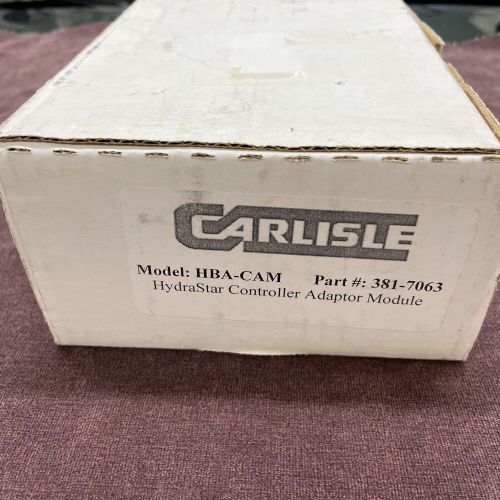 CARLISLE
Model: HBA-CAM Part #: 381-7063
HydraStar Controller Adaptor Module